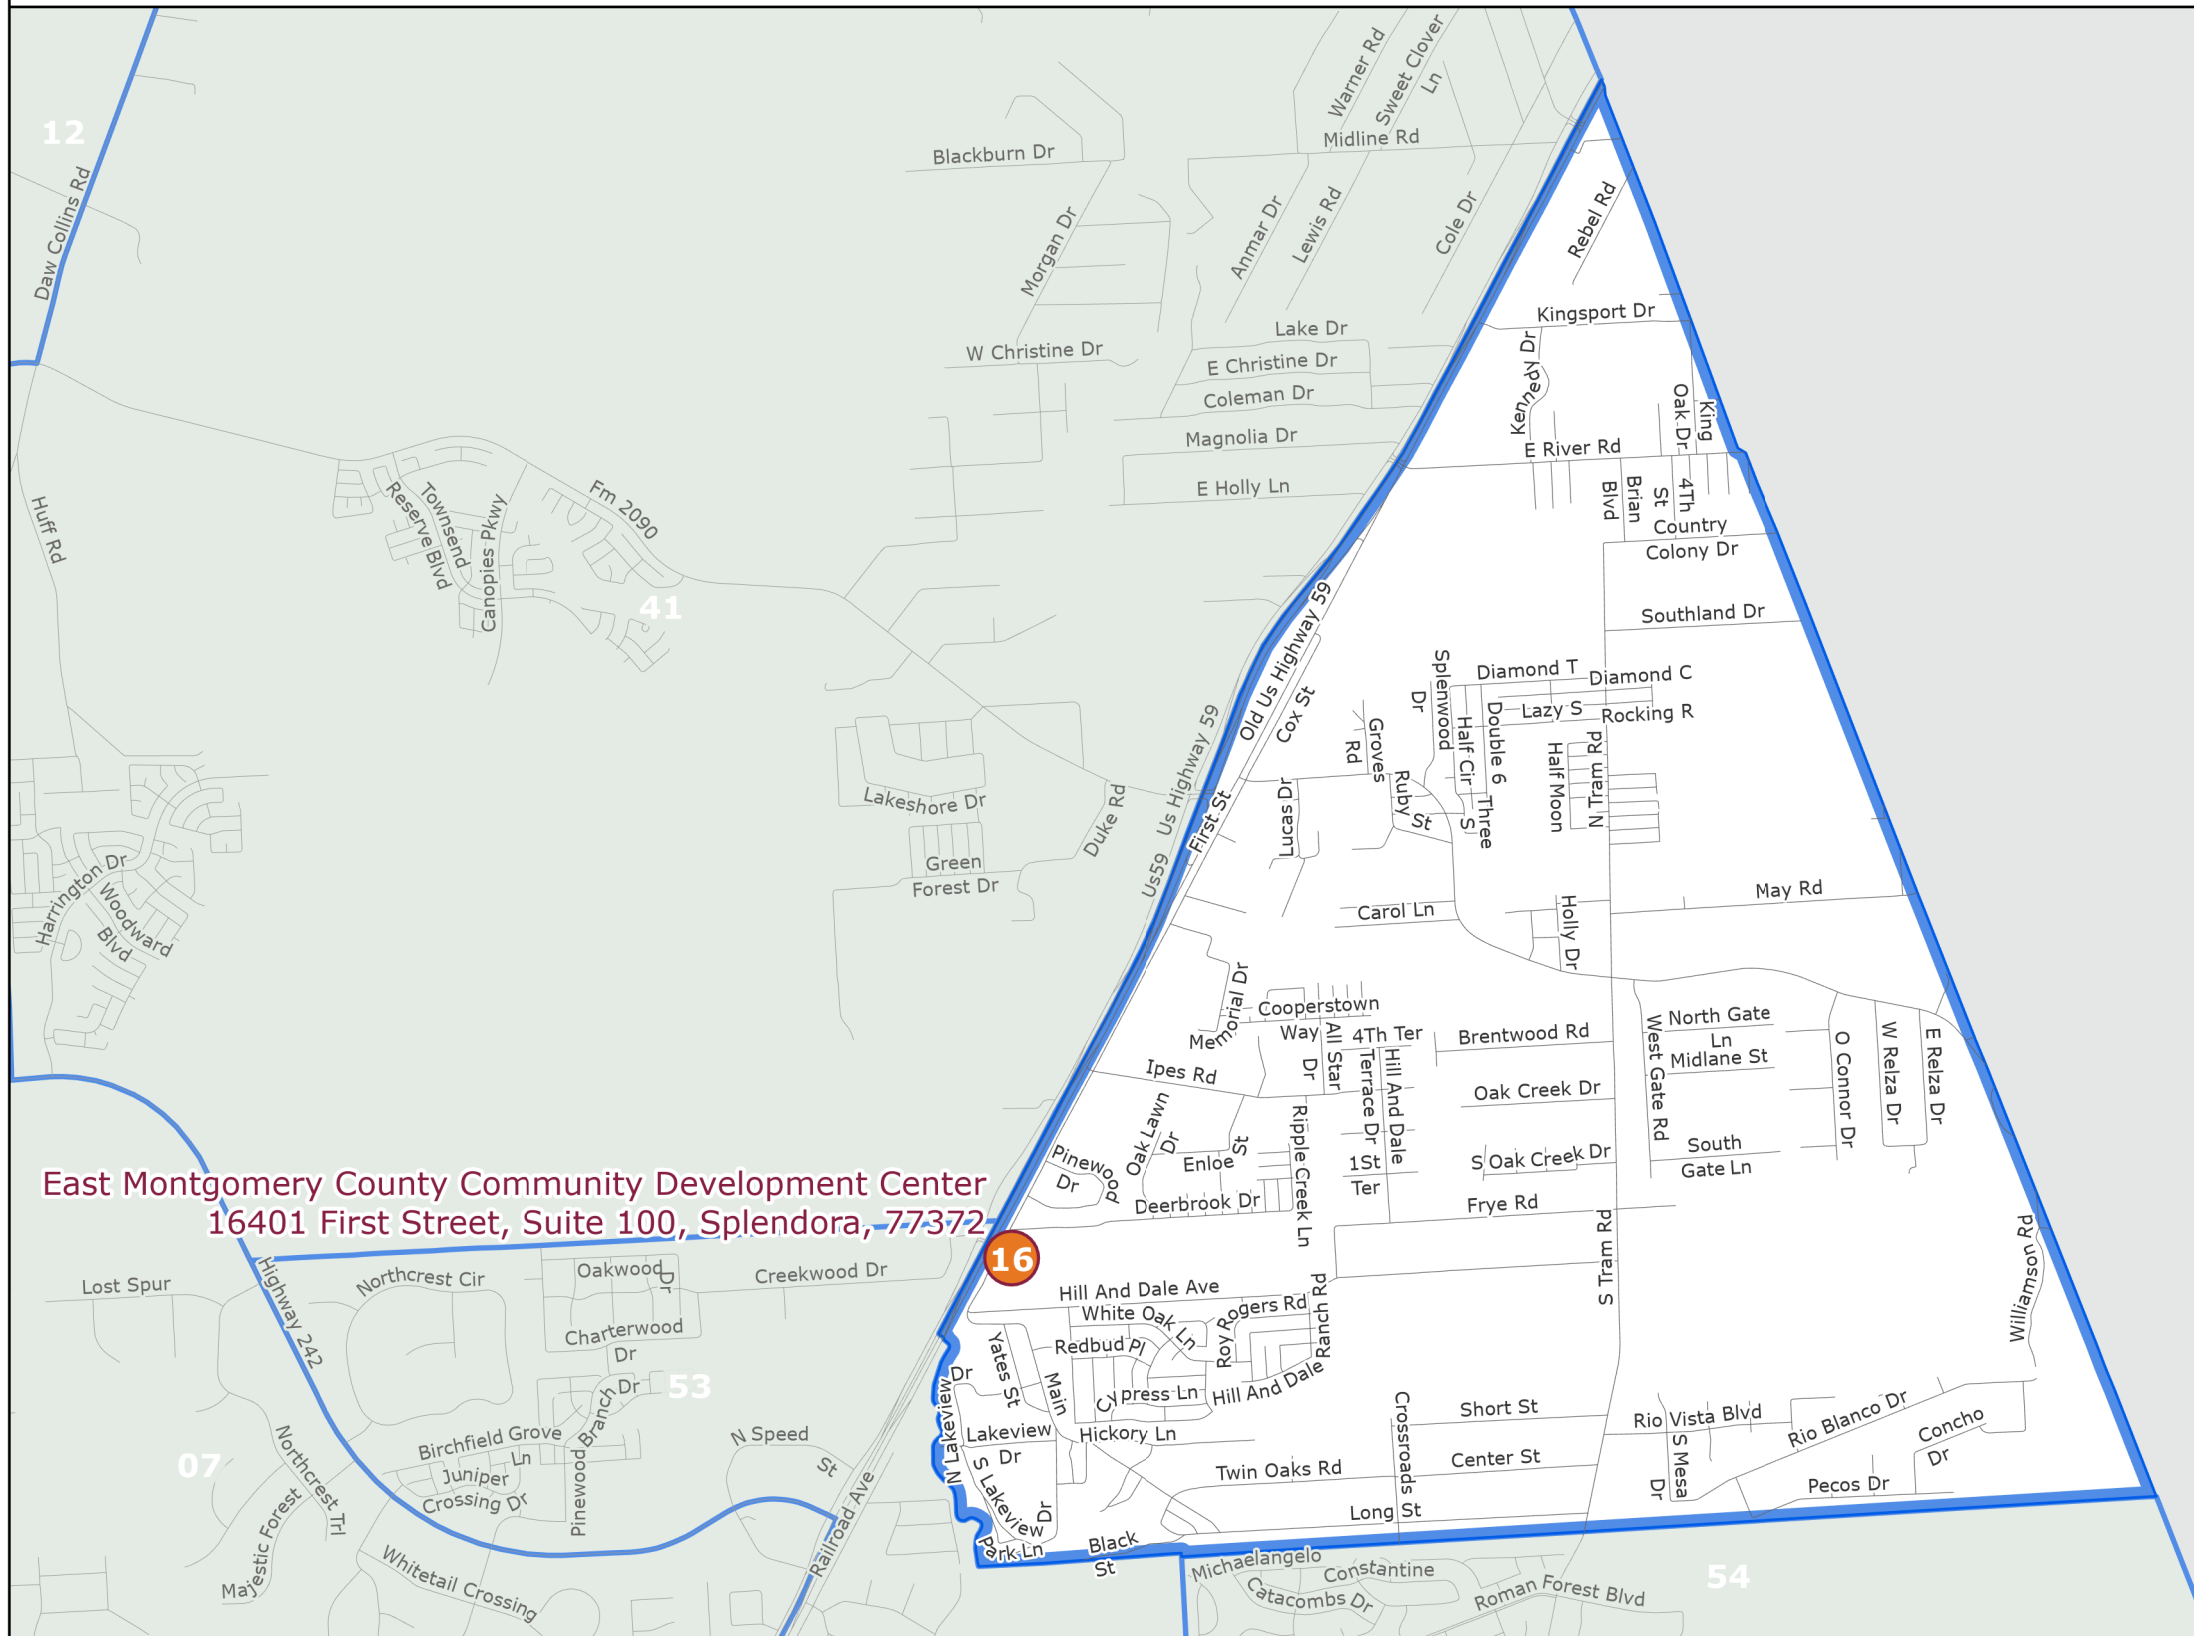 Warner Rd
Sweet Clover
Ln
12
Midline Rd
Blackburn Dr
Daw Collins Rd
Morgan Dr
Anmar Dr
Lewis Rd
Cole Dr
Rebel Rd
Kingsport Dr
Lake Dr
W Christine Dr
E Christine Dr
Kennedy Dr
Coleman Dr
Oak Dr
King
Magnolia Dr
E River Rd
E Holly Ln
Huff Rd
Reserve Blvd
Townsend
Canopies Pkwy
Fm 2090
Blvd
Brian
St
4Th
Country
Colony Dr
41
Southland Dr
Old Us Highway 59
Cox St
Splenwood
Dr
Diamond T
Diamond C
Lazy S
Rocking R
Us Highway 59
Groves
Rd
Half Cir
Double 6
Half Moon
N Tram Rd
Lakeshore Dr
Duke Rd
First St
Lucas Dr
Ruby
St
Three
S
Us59
Green
Forest Dr
Harrington Dr
Woodward
Blvd
May Rd
Carol Ln
Holly Dr
Memorial Dr
Cooperstown
Way
All Star
Dr
4Th Ter
Brentwood Rd
North Gate
Ln
Midlane St
West Gate Rd
O Connor Dr
W Relza Dr
E Relza Dr
Ipes Rd
Terrace Dr
Hill And Dale
Oak Creek Dr
Oak Lawn
Dr
Ripple Creek Ln
Pinewood
Dr
Enloe
St
1St
Ter
S Oak Creek Dr
South
Gate Ln
East Montgomery County Community Development Center
16401 First Street, Suite 100, Splendora, 77372
Deerbrook Dr
Frye Rd
S Tram Rd
Williamson Rd
16
Lost Spur
Highway 242
Northcrest Cir
Oakwood
Dr
Creekwood Dr
Hill And Dale Ave
White Oak Ln
Roy Rogers Rd
Ranch Rd
Charterwood
Dr
Redbud Pl
Yates St
Main
Dr
53
Dr
N Lakeview
Cypress Ln
Hill And Dale
Crossroads
Short St
Rio Vista Blvd
Rio Blanco Dr
Concho
Dr
Birchfield Grove
Ln
Pinewood
Branch
Dr
N Speed
St
Lakeview
Dr
Hickory Ln
07
Northcrest Trl
Juniper
Crossing Dr
Twin Oaks Rd
Center St
S Mesa
Dr
Pecos Dr
Majestic Forest
Railroad Ave
S Lakeview
Long St
Park Ln
Black
St
Whitetail Crossing
Michaelangelo
Constantine
Catacombs Dr
Roman Forest Blvd
54